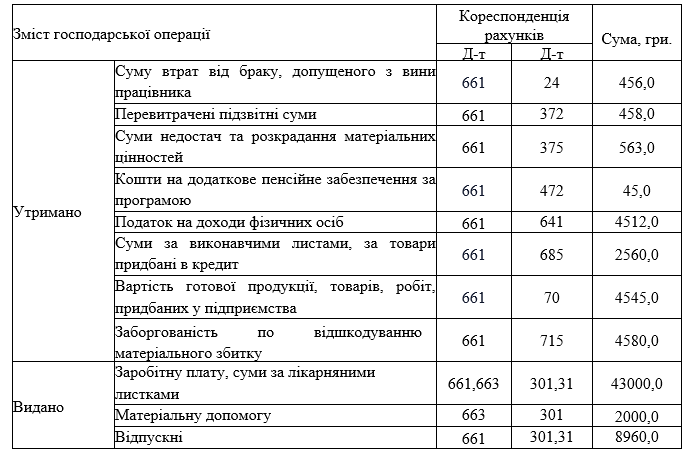 Зміст господарської операції
Кореспонденція
рахунків
Сума, гри.
Д-т
Д-т
Утримано
Суму втрат від браку, допущеного з вини
працівника
661
24
456,0
Перевитрачені підзвітні суми
661
372
458,0
Суми недостач та розкрадання матеріальних
цінностей
661
375
563,0
Кошти на додаткове пенсійне забезпечення за
програмою
661
472
45,0
Податок на доходи фізичних осіб
661
641
4512,0
Суми за виконавчими листами, за товари
придбані в кредит
661
685
2560,0
Вартість готової продукції, товарів, робіт,
придбаних у підприємства
661
70
4545,0
Заборгованість по відшкодуванню
матеріального збитку
661
715
4580,0
Видано
Заробітну плату, суми за лікарняними
листками
661,663
301,31
43000,0
Матеріальну допомогу
663
301
2000,0
Відпускні
661
301,31
8960,0